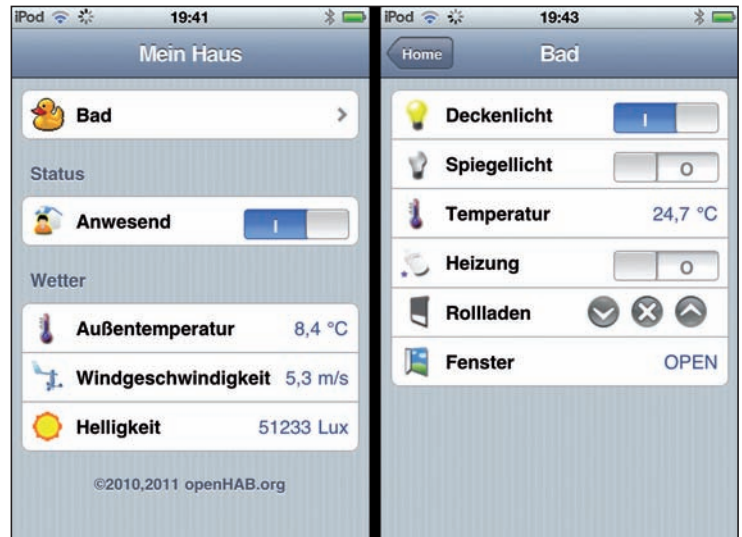 iPod 19:41
Mein Haus
Bad
Status
Anwesend I
Wetter
Außentemperatur 8,4 °C
Windgeschwindigkeit 5,3 m/s
Helligkeit 51233 Lux
©2010,2011 openHAB.org
iPod 19:43
Home Bad
Deckenlicht I
Spiegellicht O
Temperatur 24,7 °C
Heizung O
Rollladen
Fenster OPEN